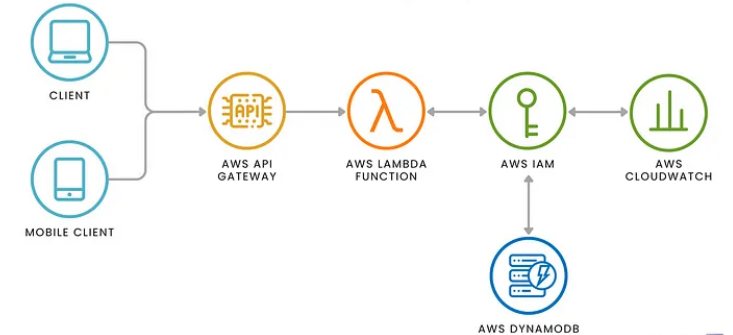 CLIENT
MOBILE CLIENT
API
AWS API
GATEWAY
AWS LAMBDA
FUNCTION
AWS IAM
AWS
CLOUDWATCH
AWS DYNAMODB